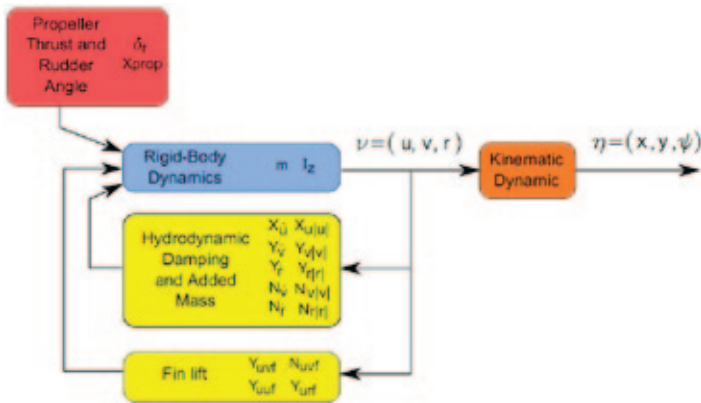 Propeller
Thrust and δr
Rudder Xprop
Angle
ν=( u, v, r)
η=(x,y,ψ)
Rigid-Body
Dynamics m Iz
Kinematic
Dynamic
Hydrodynamic
Damping
and Added
Mass
Xu̇ Xu|u|
Yv̇ Yv|v|
Yṙ Yr|r|
Nv̇ Nv|v|
Nṙ Nr|r|
Fin lift
Yuvf Nuvf
Yuuf Yurf